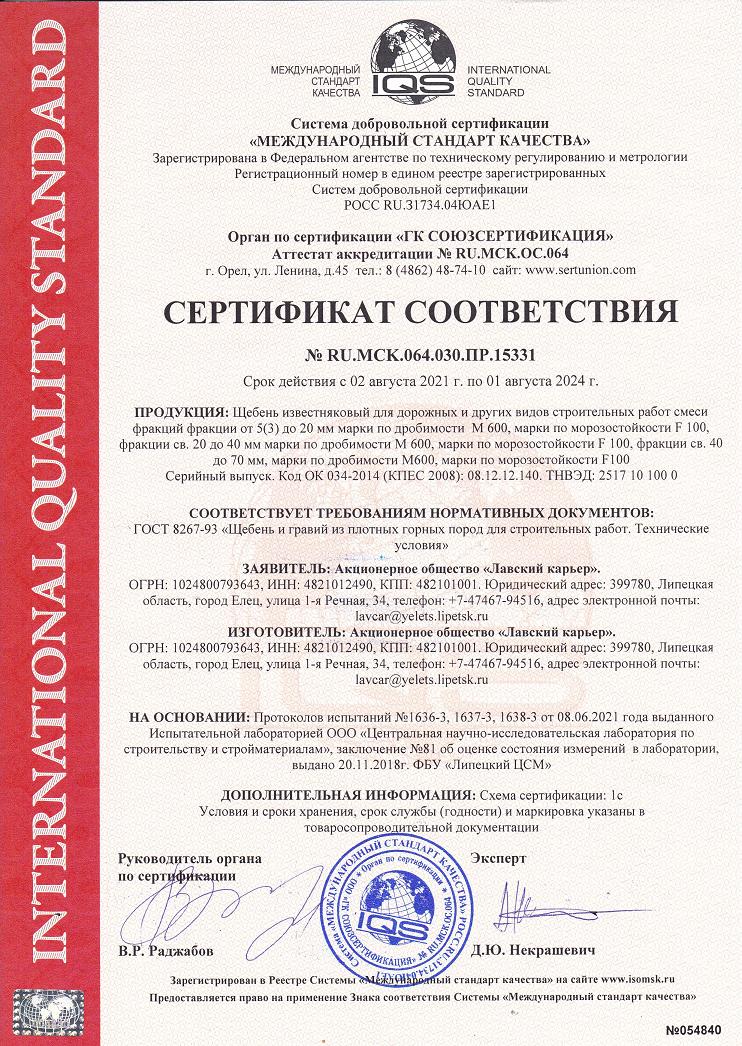 INTERNATIONAL QUALITY STANDARD
МЕЖДУНАРОДНЫЙ
СТАНДАРТ
КАЧЕСТВА
IQS
INTERNATIONAL
QUALITY
STANDARD
Система добровольной сертификации
«МЕЖДУНАРОДНЫЙ СТАНДАРТ КАЧЕСТВА»
Зарегистрирована в Федеральном агентстве по техническому регулированию и метрологии
Регистрационный номер в едином реестре зарегистрированных
Систем добровольной сертификации
РОСС RU.31734.04ЮАЕ1
Орган по сертификации «ГК СОЮЗСЕРТИФИКАЦИЯ»
Аттестат аккредитации № RU.МСК.ОС.064
г. Орел, ул. Ленина, д.45 тел.: 8 (4862) 48-74-10 сайт: www.sertunion.com
СЕРТИФИКАТ СООТВЕТСТВИЯ
№ RU.МСК.064.030.ПР.15331
Срок действия с 02 августа 2021 г. по 01 августа 2024 г.
ПРОДУКЦИЯ: Щебень известняковый для дорожных и других видов строительных работ смеси
фракций фракции от 5(3) до 20 мм марки по дробимости М 600, марки по морозостойкости F 100,
фракции св. 20 до 40 мм марки по дробимости М 600, марки по морозостойкости F 100, фракции св. 40
до 70 мм, марки по дробимости М600, марки по морозостойкости F100
Серийный выпуск. Код ОК 034-2014 (КПЕС 2008): 08.12.12.140. ТНВЭД: 2517 10 100 0
СООТВЕТСТВУЕТ ТРЕБОВАНИЯМ НОРМАТИВНЫХ ДОКУМЕНТОВ:
ГОСТ 8267-93 «Щебень и гравий из плотных горных пород для строительных работ. Технические
условия»
ЗАЯВИТЕЛЬ: Акционерное общество «Лавский карьер».
ОГРН: 1024800793643, ИНН: 4821012490, КПП: 482101001. Юридический адрес: 399780, Липецкая
область, город Елец, улица 1-я Речная, 34, телефон: +7-47467-94516, адрес электронной почты:
lavcar@yelets.lipetsk.ru
ИЗГОТОВИТЕЛЬ: Акционерное общество «Лавский карьер».
ОГРН: 1024800793643, ИНН: 4821012490, КПП: 482101001. Юридический адрес: 399780, Липецкая
область, город Елец, улица 1-я Речная, 34, телефон: +7-47467-94516, адрес электронной почты:
lavcar@yelets.lipetsk.ru
НА ОСНОВАНИИ: Протоколов испытаний №1636-3, 1637-3, 1638-3 от 08.06.2021 года выданного
Испытательной лабораторией ООО «Центральная научно-исследовательская лаборатория по
строительству и стройматериалам», заключение №81 об оценке состояния измерений в лаборатории,
выдано 20.11.2018г. ФБУ «Липецкий ЦСМ»
ДОПОЛНИТЕЛЬНАЯ ИНФОРМАЦИЯ: Схема сертификации: 1с
Условия и сроки хранения, срок службы (годности) и маркировка указаны в
товаросопроводительной документации
Руководитель органа
по сертификации
Эксперт
Система «МЕЖДУНАРОДНЫЙ СТАНДАРТ КАЧЕСТВА» РОСС.RU.31734.04ЮАЕ1
Орган по сертификации * ООО «ГК СОЮЗСЕРТИФИКАЦИЯ» № RU.МСК.ОС.064
IQS
В.Р. Раджабов
Д.Ю. Некрашевич
Зарегистрирован в Реестре Системы «Международный стандарт качества» на сайте www.isomsk.ru
Предоставляется право на применение Знака соответствия Системы «Международный стандарт качества»
№054840